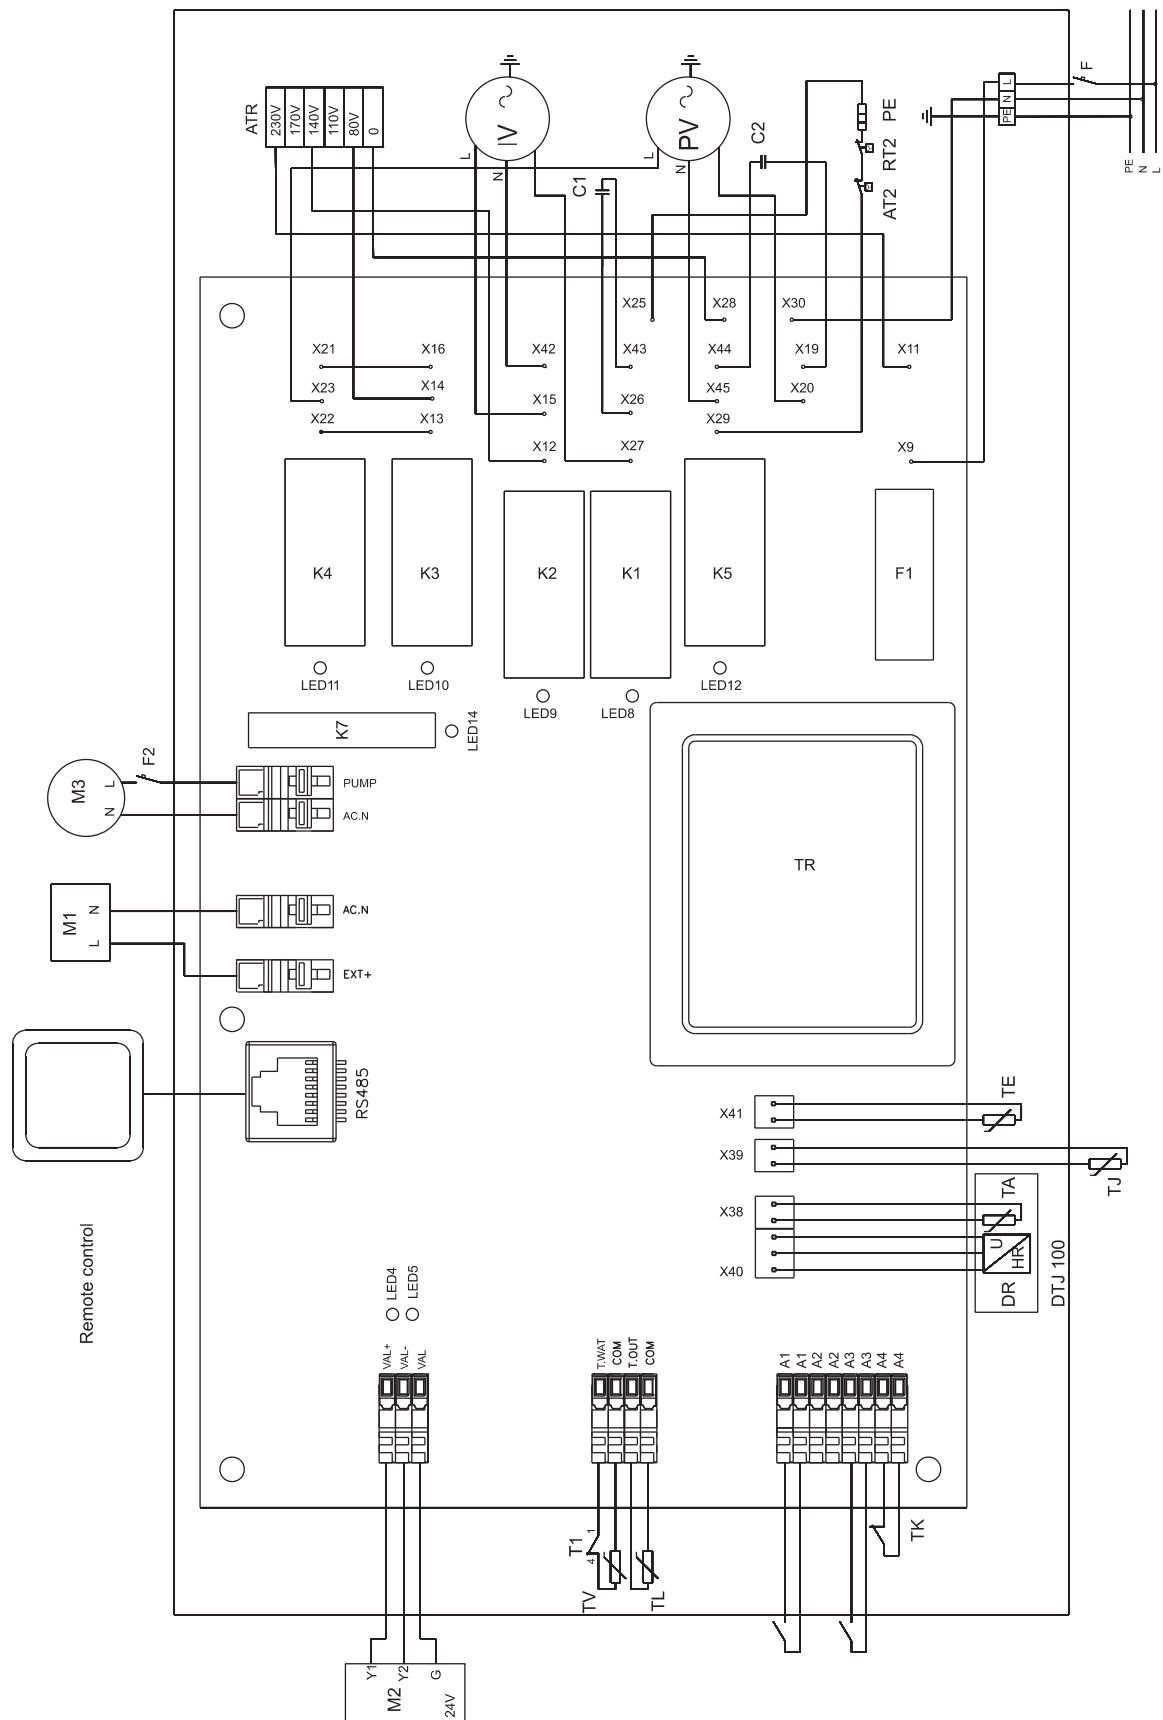 PE
N
L
F
L
N
PE
ATR
230V
170V
140V
110V
80V
0
IV
L
N
PV
L
N
C1
C2
PE
RT2
AT2
X25
X28
X30
X21
X16
X42
X43
X44
X19
X11
X23
X14
X15
X26
X45
X20
X22
X13
X29
X12
X27
X9
K4
K3
K2
K1
K5
F1
LED11
LED10
LED9
LED8
LED12
K7
LED14
M3
L
N
F2
PUMP
AC.N
M1
N
L
AC.N
EXT+
TR
RS485
Remote control
X41
TE
X39
TJ
X38
TA
X40
U
HR
DR
DTJ 100
LED4
LED5
VAL+
VAL-
VAL
T.WAT
COM
T.OUT
COM
A1
A1
A2
A2
A3
A3
A4
A4
T1
1
4
TV
TL
TK
M2
Y1
Y2
G
24V